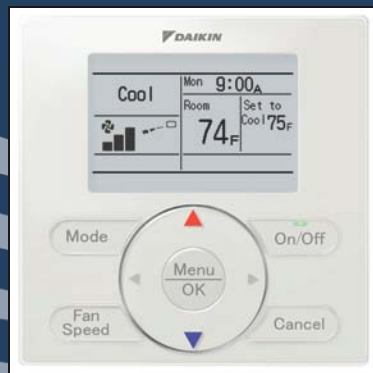 DAIKIN
Cool
Mon 9:00A
Room
Set to
Cool 75F
74F
Mode
On/Off
Menu
OK
Fan
Speed
Cancel